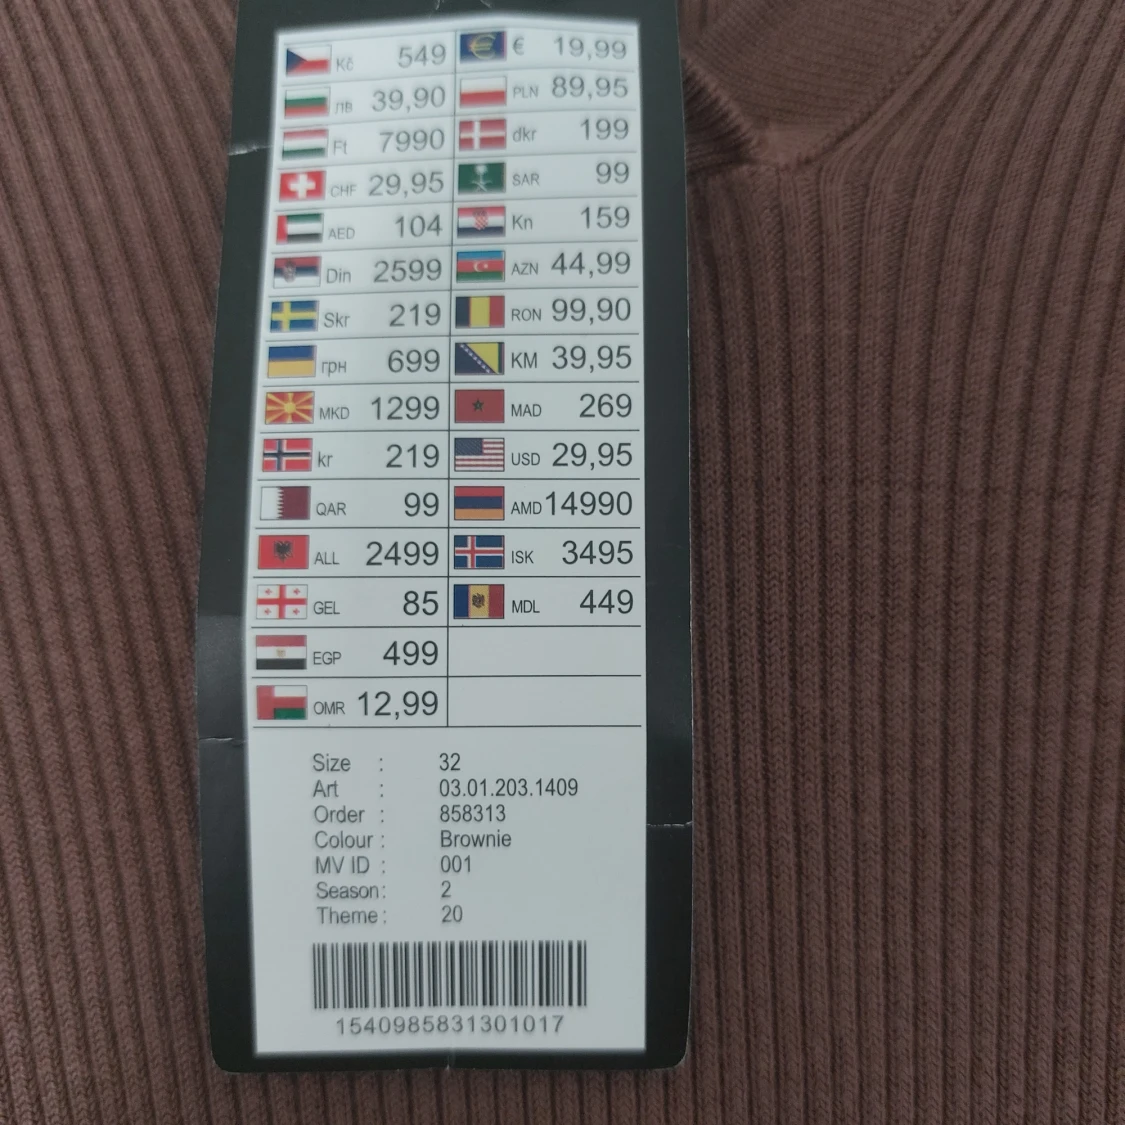 Kč 549 € 19,99
лв 39,90 PLN 89,95
Ft 7990 dkr 199
CHF 29,95 SAR 99
AED 104 Kn 159
Din 2599 AZN 44,99
Skr 219 RON 99,90
грн 699 KM 39,95
MKD 1299 MAD 269
kr 219 USD 29,95
QAR 99 AMD 14990
ALL 2499 ISK 3495
GEL 85 MDL 449
EGP 499
OMR 12,99
Size : 32
Art : 03.01.203.1409
Order : 858313
Colour : Brownie
MV ID : 001
Season : 2
Theme : 20
1540985831301017